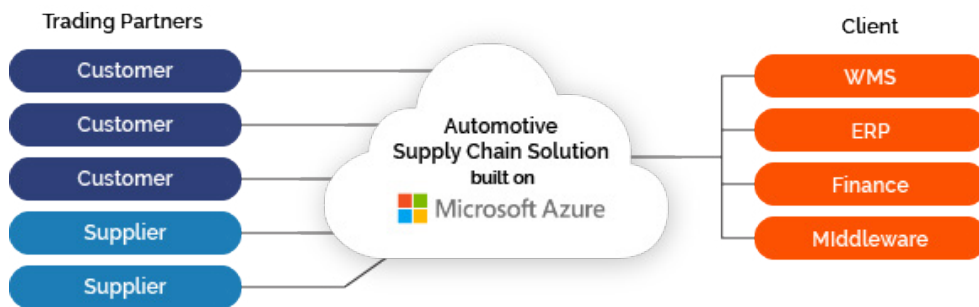 Trading Partners
Customer
Customer
Customer
Supplier
Supplier
Automotive
Supply Chain Solution
built on
Microsoft Azure
Client
WMS
ERP
Finance
MIddleware